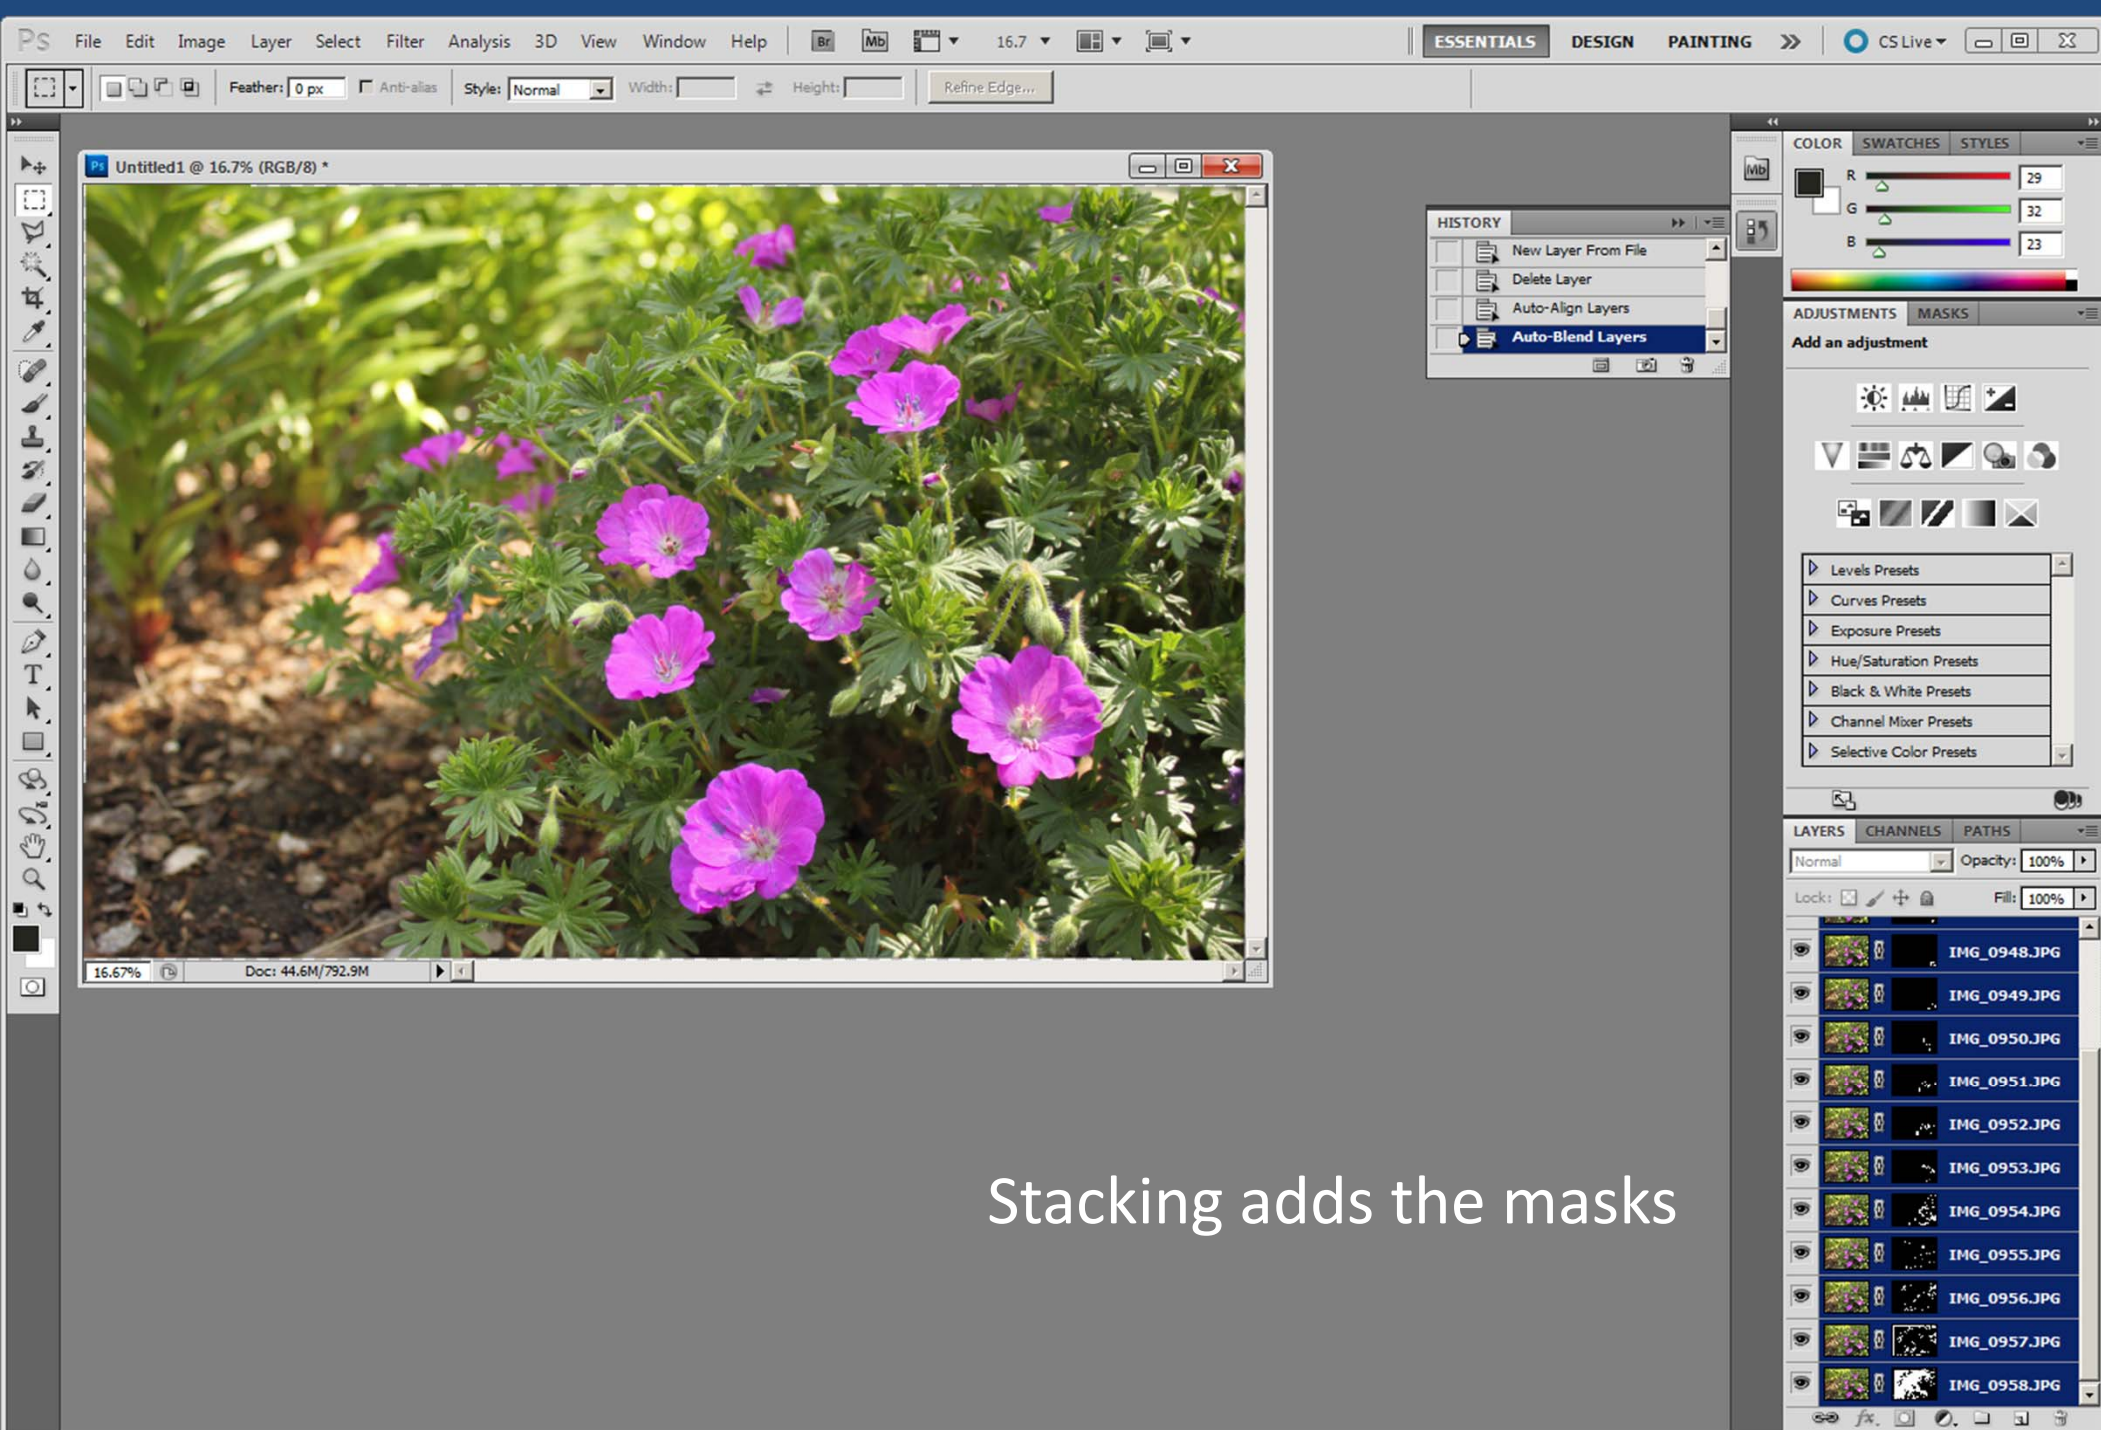 Ps File Edit Image Layer Select Filter Analysis 3D View Window Help Br Mb 16.7 ESSENTIALS DESIGN PAINTING CS Live
Feather: 0 px Anti-alias Style: Normal Width: Height: Refine Edge...
Ps Untitled1 @ 16.7% (RGB/8) *
16.67% Doc: 44.6M/792.9M
HISTORY
New Layer From File
Delete Layer
Auto-Align Layers
Auto-Blend Layers
Mb
COLOR SWATCHES STYLES
R 29
G 32
B 23
ADJUSTMENTS MASKS
Add an adjustment
Levels Presets
Curves Presets
Exposure Presets
Hue/Saturation Presets
Black & White Presets
Channel Mixer Presets
Selective Color Presets
LAYERS CHANNELS PATHS
Normal Opacity: 100%
Lock: Fill: 100%
IMG_0948.JPG
IMG_0949.JPG
IMG_0950.JPG
IMG_0951.JPG
IMG_0952.JPG
IMG_0953.JPG
IMG_0954.JPG
IMG_0955.JPG
IMG_0956.JPG
IMG_0957.JPG
IMG_0958.JPG
fx.
Stacking adds the masks